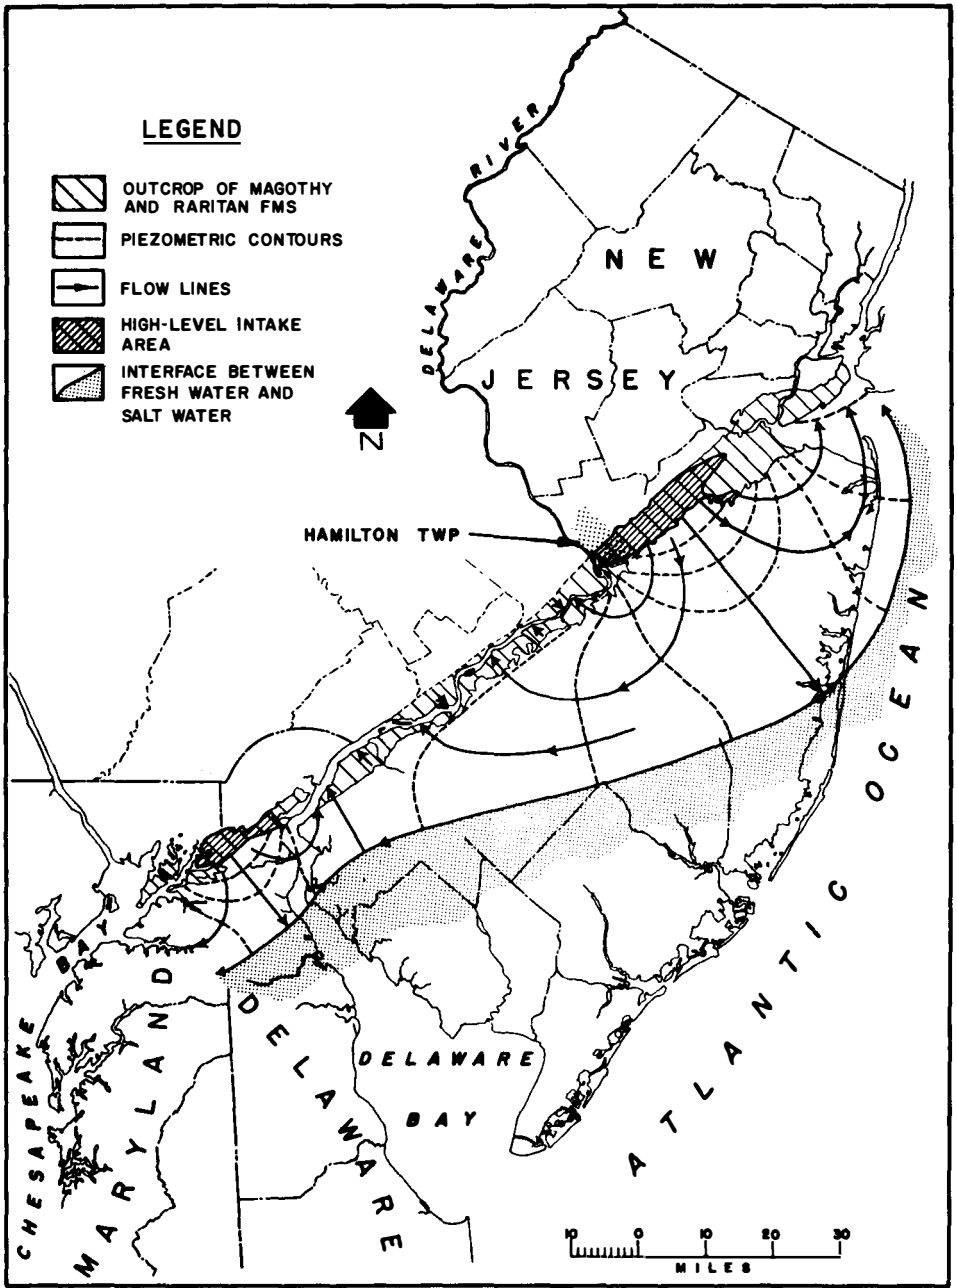 LEGEND
OUTCROP OF MAGOTHY
AND RARITAN FMS
PIEZOMETRIC CONTOURS
FLOW LINES
HIGH-LEVEL INTAKE
AREA
INTERFACE BETWEEN
FRESH WATER AND
SALT WATER
N
DELAWARE RIVER
NEW
JERSEY
HAMILTON TWP
ATLANTIC OCEAN
CHESAPEAKE BAY
MARYLAND
DELAWARE
DELAWARE
BAY
10 0 10 20 30
MILES